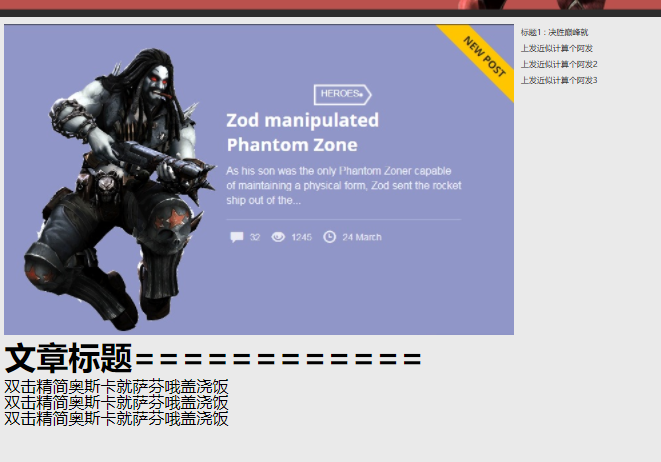 NEW POST
HEROES
Zod manipulated
Phantom Zone
As his son was the only Phantom Zoner capable
of maintaining a physical form, Zod sent the rocket
ship out of the...
32 1245 24 March
标题1：决胜巅峰就
上发近似计算个阿发
上发近似计算个阿发2
上发近似计算个阿发3
文章标题============
双击精简奥斯卡就萨芬哦盖浇饭
双击精简奥斯卡就萨芬哦盖浇饭
双击精简奥斯卡就萨芬哦盖浇饭